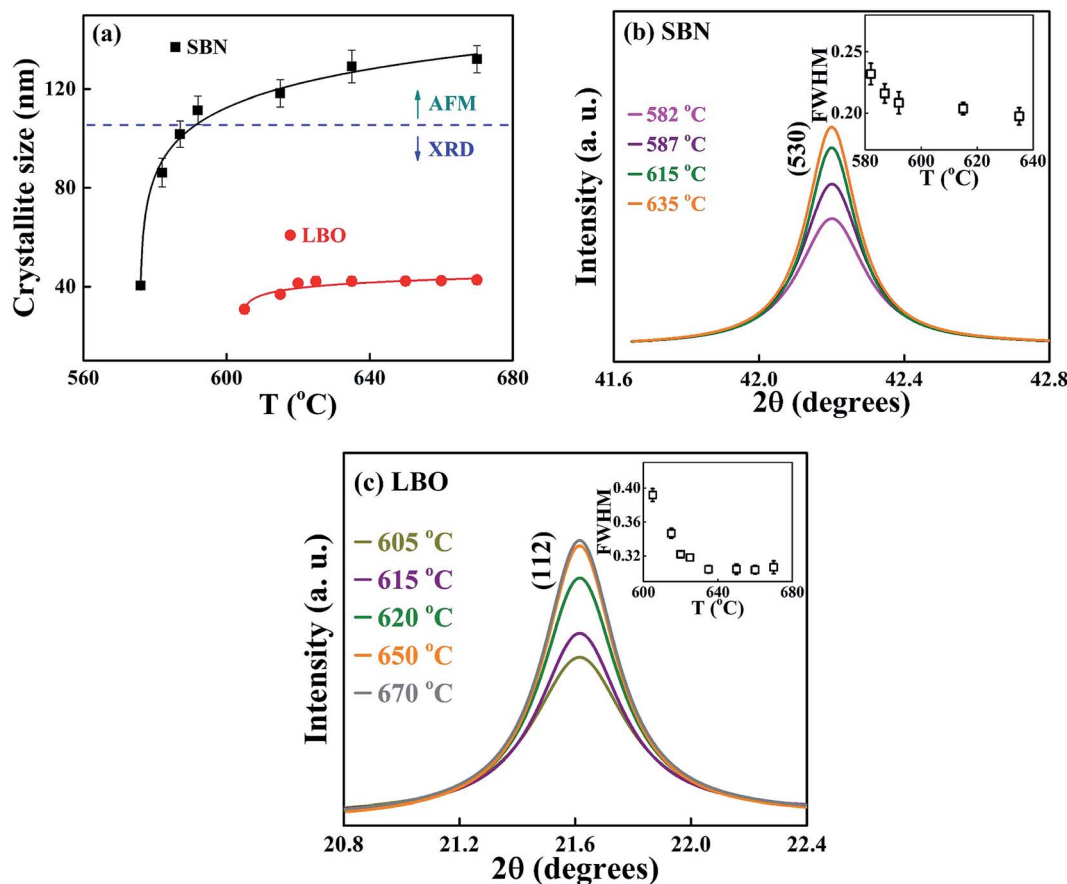 (a)
SBN
AFM
XRD
LBO
Crystallite size (nm)
120
80
40
560
600
640
680
T (°C)
(b) SBN
582 °C
587 °C
615 °C
635 °C
(530)
Intensity (a. u.)
41.6
42.0
42.4
42.8
2θ (degrees)
FWHM
0.25
0.20
580
600
620
640
T (°C)
(c) LBO
605 °C
615 °C
620 °C
650 °C
670 °C
(112)
Intensity (a. u.)
20.8
21.2
21.6
22.0
22.4
2θ (degrees)
FWHM
0.40
0.36
0.32
600
640
680
T (°C)